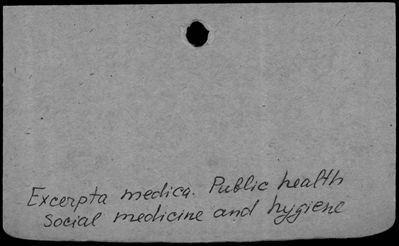 Excerpta medica. Public health
Social medicine and hygiene